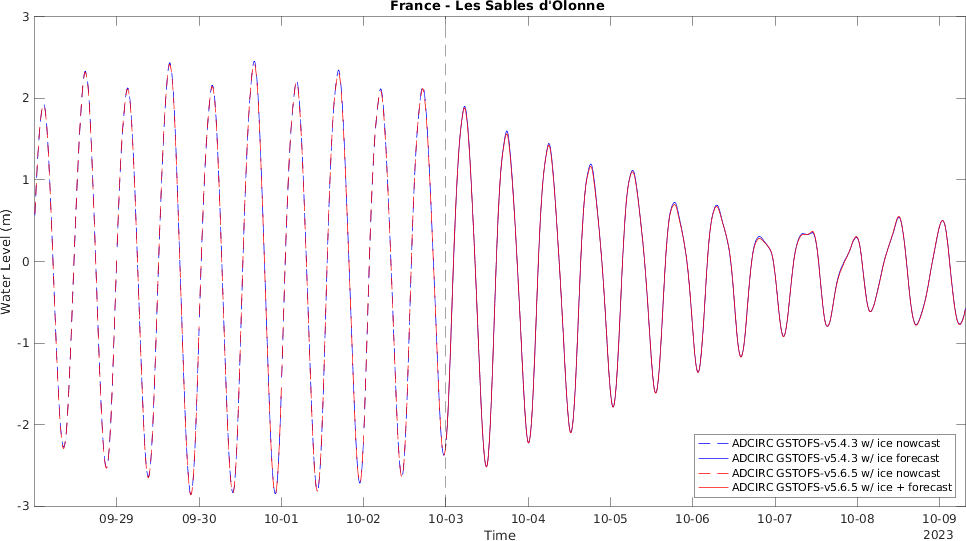 France - Les Sables d'Olonne
3
2
1
0
-1
-2
-3
Water Level (m)
ADCIRC GSTOFS-v5.4.3 w/ ice nowcast
ADCIRC GSTOFS-v5.4.3 w/ ice forecast
ADCIRC GSTOFS-v5.6.5 w/ ice nowcast
ADCIRC GSTOFS-v5.6.5 w/ ice + forecast
09-29 09-30 10-01 10-02 10-03 10-04 10-05 10-06 10-07 10-08 10-09
Time 2023